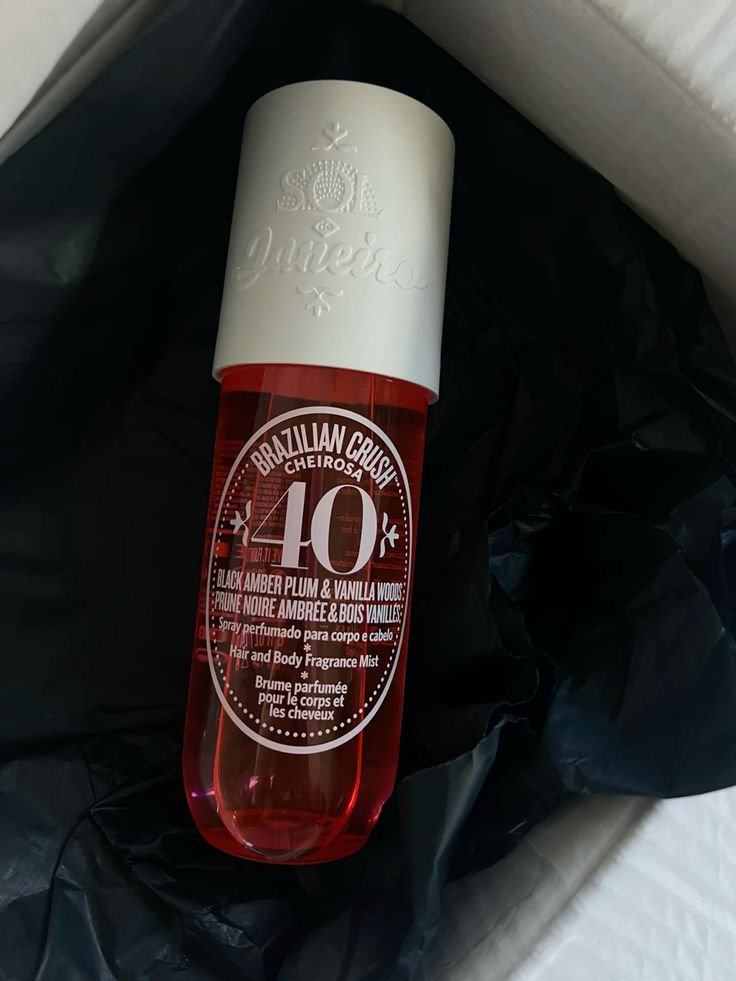 SOL
de
Janeiro
BRAZILIAN CRUSH™
CHEIROSA
40
BLACK AMBER PLUM & VANILLA WOODS
PRUNE NOIRE AMBRÉE & BOIS VANILLÉS
Spray perfumado para corpo e cabelo
*
Hair and Body Fragrance Mist
*
Brume parfumée
pour le corps et
les cheveux